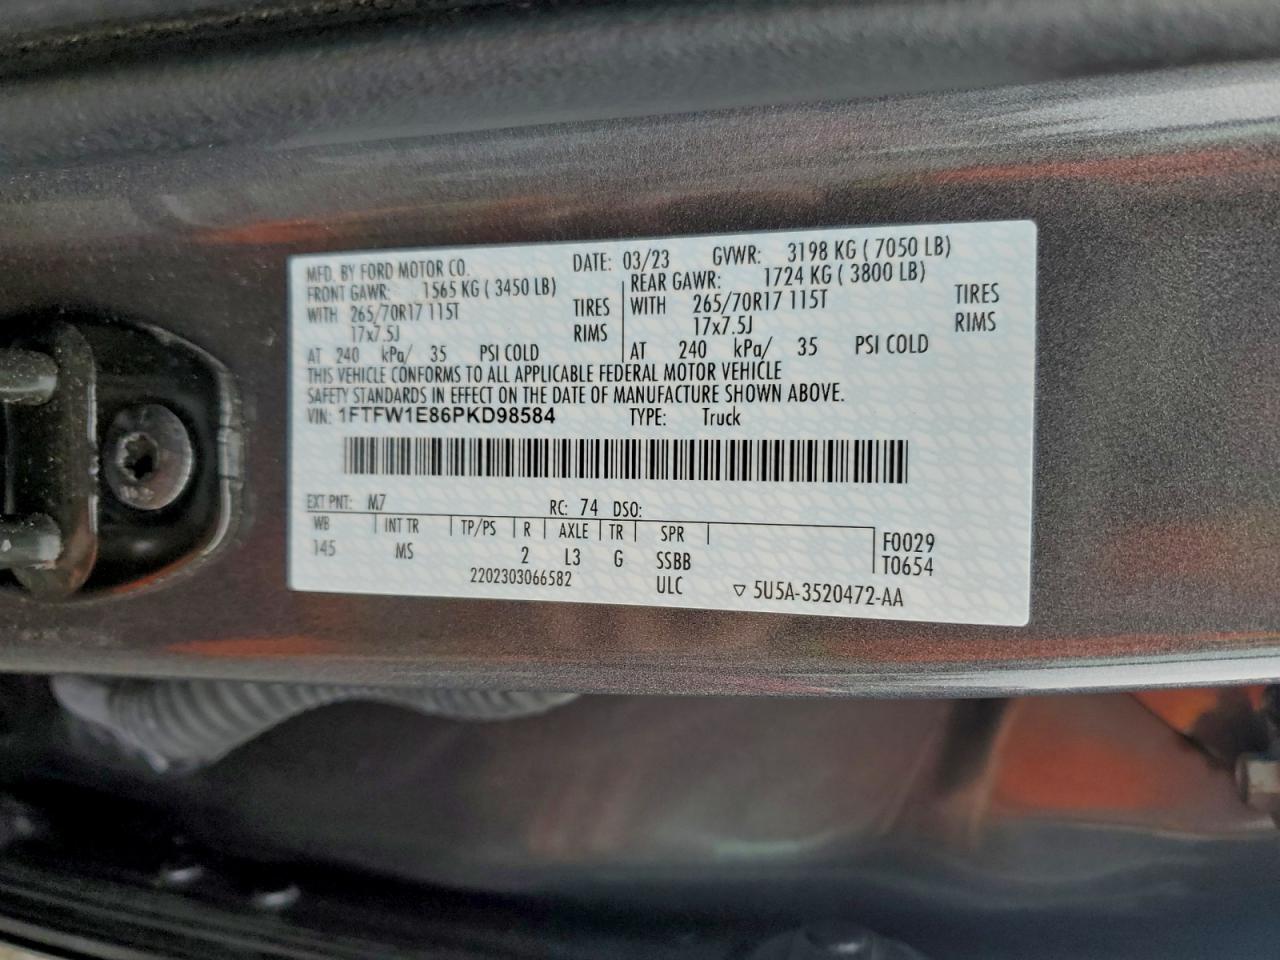 MFD. BY FORD MOTOR CO. DATE: 03/23 GVWR: 3198 KG ( 7050 LB)
FRONT GAWR: 1565 KG ( 3450 LB) REAR GAWR: 1724 KG ( 3800 LB)
WITH 265/70R17 115T TIRES WITH 265/70R17 115T TIRES
17x7.5J RIMS 17x7.5J RIMS
AT 240 kPa/ 35 PSI COLD AT 240 kPa/ 35 PSI COLD
THIS VEHICLE CONFORMS TO ALL APPLICABLE FEDERAL MOTOR VEHICLE
SAFETY STANDARDS IN EFFECT ON THE DATE OF MANUFACTURE SHOWN ABOVE.
VIN: 1FTFW1E86PKD98584 TYPE: Truck
EXT PNT: M7 RC: 74 DSO:
WB INT TR TP/PS R AXLE TR SPR F0029
145 MS 2 L3 G SSBB T0654
2202303066582 ULC ▽ 5U5A-3520472-AA